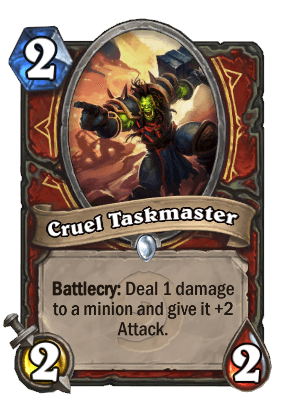 2
Cruel Taskmaster
Battlecry: Deal 1 damage
to a minion and give it +2
Attack.
2
2